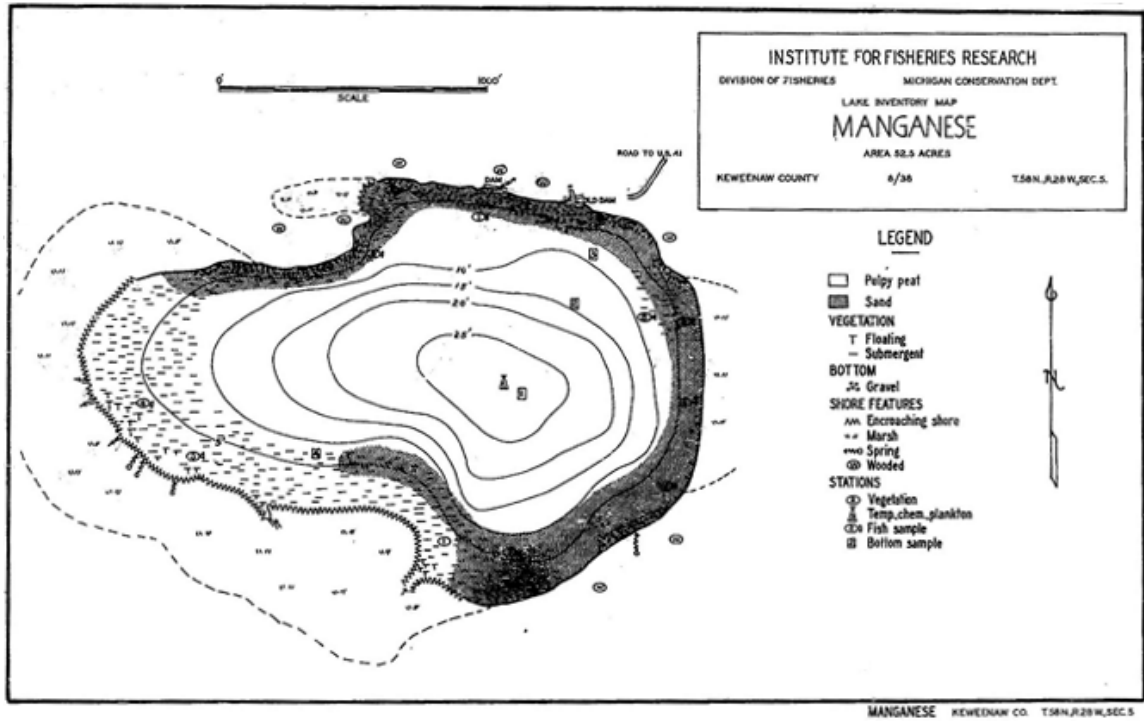 INSTITUTE FOR FISHERIES RESEARCH
DIVISION OF FISHERIES MICHIGAN CONSERVATION DEPT.
LAKE INVENTORY MAP
MANGANESE
AREA 52.5 ACRES
KEWEENAW COUNTY 8/38 T.58N.,R.28W.,SEC.5.
0' 1000'
SCALE
ROAD TO U.S.41
DAM
OLD DAM
10'
15'
20'
25'
5'
LEGEND
Pulpy peat
Sand
VEGETATION
T Floating
Submergent
BOTTOM
Gravel
SHORE FEATURES
Encroaching shore
Marsh
Spring
Wooded
STATIONS
Vegetation
Temp.,chem.,plankton
Fish sample
Bottom sample
N
MANGANESE KEWEENAW CO. T.58N.,R.28W.,SEC.5